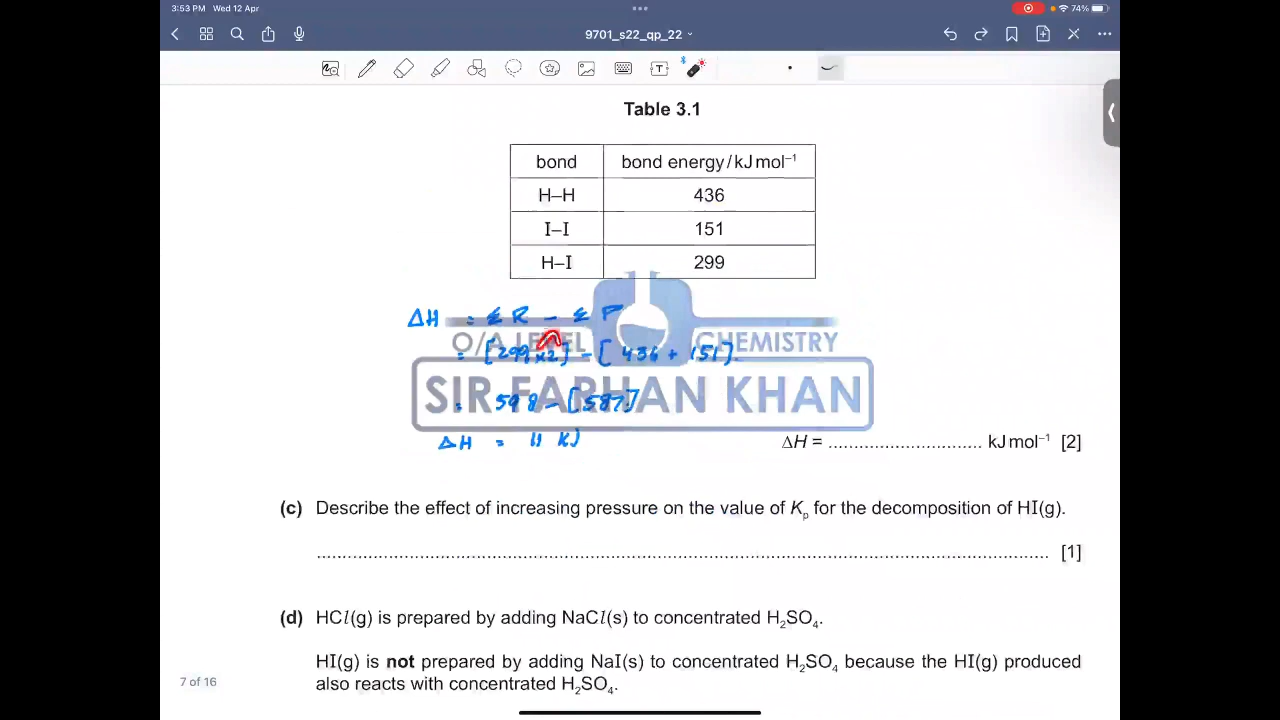 3:53 PM Wed 12 Apr
74%
9701_s22_qp_22
Table 3.1
bond bond energy / kJ mol⁻¹
H–H 436
I–I 151
H–I 299
ΔH = Σ R – Σ P
O/A LEVEL CHEMISTRY
= [299 x2] – [436 + 151]
SIR FARHAN KHAN
= 598 – [587]
ΔH = 11 KJ
ΔH = .............................. kJ mol⁻¹ [2]
(c) Describe the effect of increasing pressure on the value of Kₚ for the decomposition of HI(g).
.............................................................................................................................................. [1]
(d) HCl(g) is prepared by adding NaCl(s) to concentrated H₂SO₄.
HI(g) is not prepared by adding NaI(s) to concentrated H₂SO₄ because the HI(g) produced
also reacts with concentrated H₂SO₄.
7 of 16